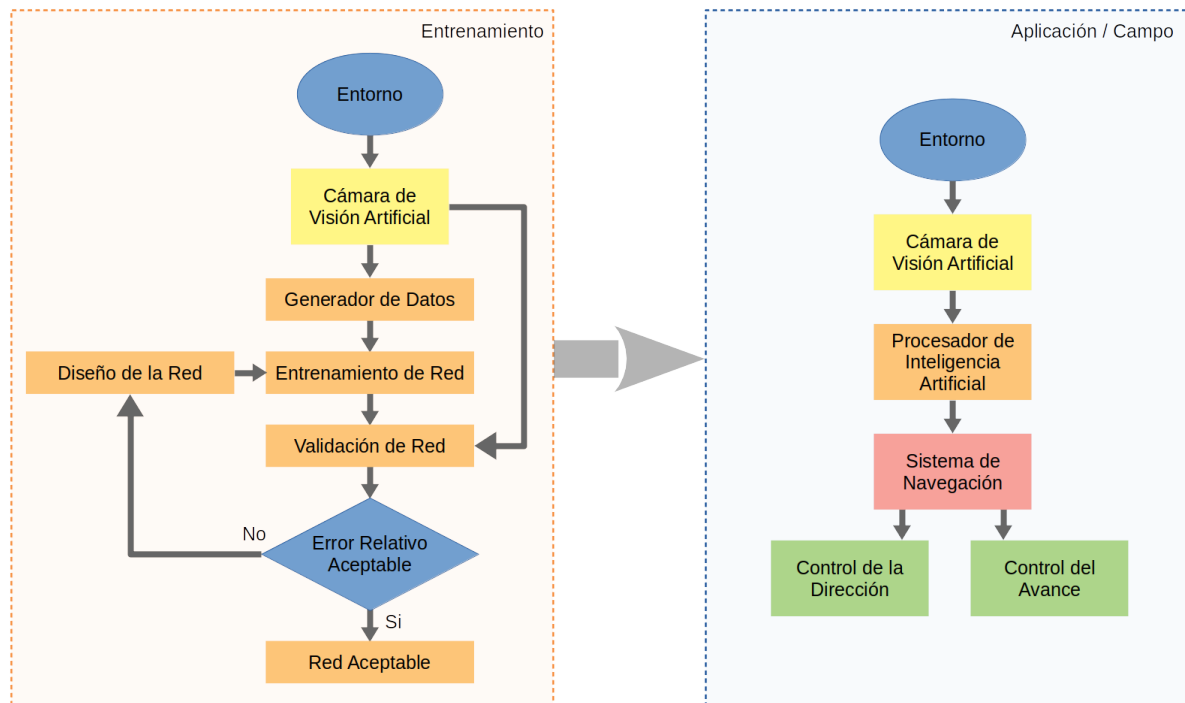 Entrenamiento
Entorno
Cámara de
Visión Artificial
Generador de Datos
Diseño de la Red
Entrenamiento de Red
Validación de Red
No
Error Relativo
Aceptable
Si
Red Aceptable
Aplicación / Campo
Entorno
Cámara de
Visión Artificial
Procesador de
Inteligencia
Artificial
Sistema de
Navegación
Control de la
Dirección
Control del
Avance